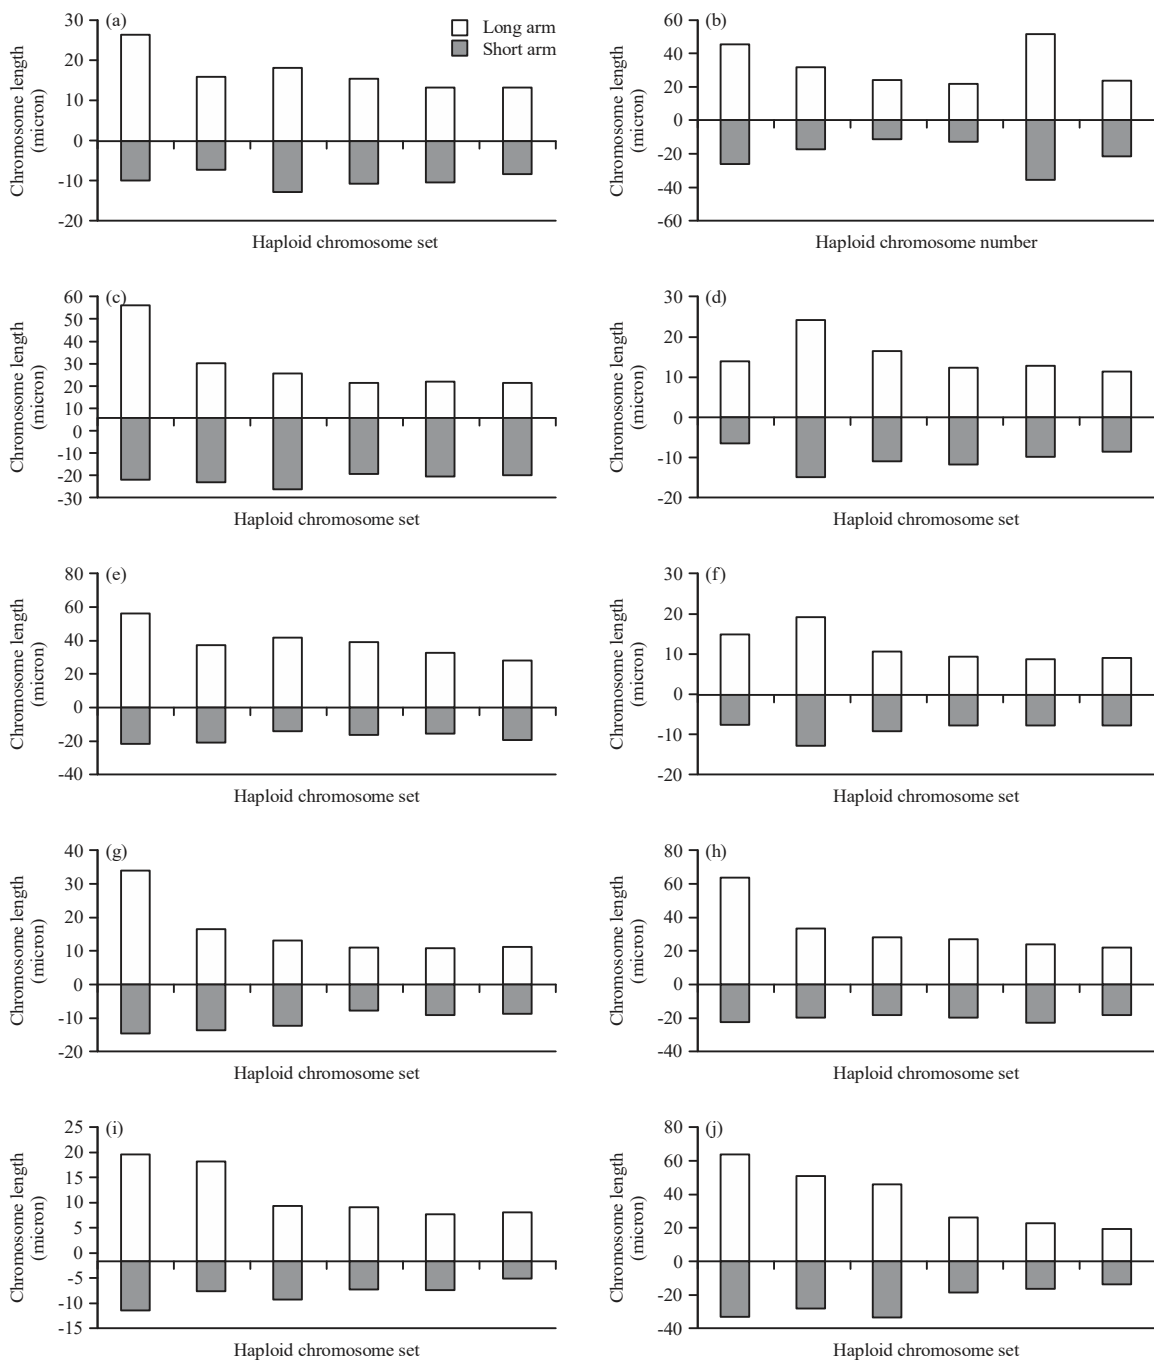 (a)
Long arm
Short arm
30
20
10
0
-10
-20
Chromosome length
(micron)
Haploid chromosome set
(b)
60
40
20
0
-20
-40
-60
Chromosome length
(micron)
Haploid chromosome number
(c)
60
50
30
20
10
0
-10
-20
-30
Chromosome length
(micron)
Haploid chromosome set
(d)
30
20
10
0
-10
-20
Chromosome length
(micron)
Haploid chromosome set
(e)
80
60
40
20
0
-20
-40
Chromosome length
(micron)
Haploid chromosome set
(f)
30
20
10
0
-10
-20
Chromosome length
(micron)
Haploid chromosome set
(g)
40
30
20
10
0
-10
-20
Chromosome length
(micron)
Haploid chromosome set
(h)
80
60
40
20
0
-20
-40
Chromosome length
(micron)
Haploid chromosome set
(i)
25
20
15
10
5
0
-5
-10
-15
Chromosome length
(micron)
Haploid chromosome set
(j)
80
60
40
20
0
-20
-40
Chromosome length
(micron)
Haploid chromosome set